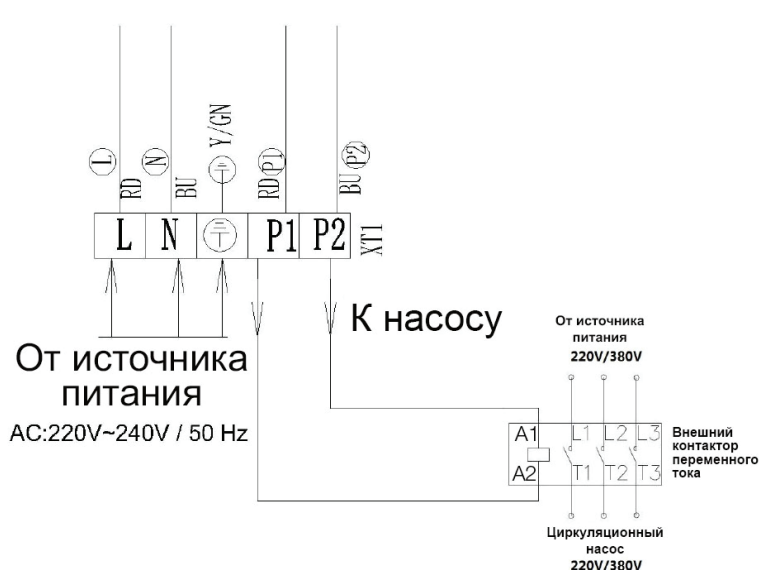 L N Y/GN P1 P2
RD BU RD BU
L N P1 P2 XT1
К насосу
От источника
питания
AC:220V~240V / 50 Hz
От источника
питания
220V/380V
A1 L1 L2 L3
A2 T1 T2 T3
Внешний
контактор
переменного
тока
Циркуляционный
насос
220V/380V